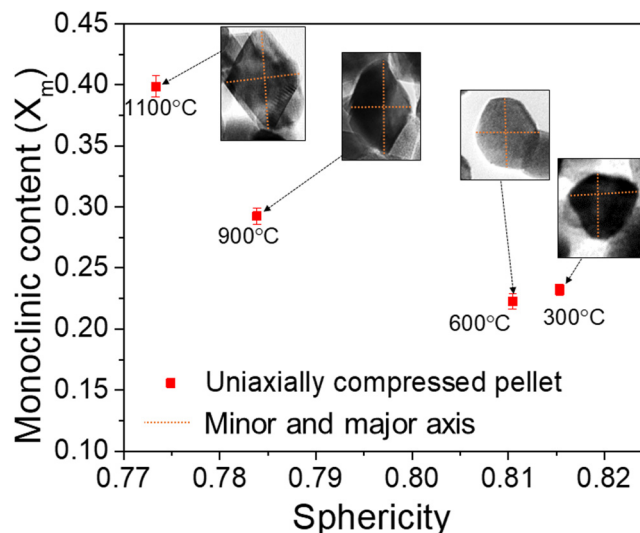 0.45
0.40
0.35
0.30
0.25
0.20
0.15
0.10
Monoclinic content (Xm)
1100°C
900°C
600°C
300°C
Uniaxially compressed pellet
Minor and major axis
0.77
0.78
0.79
0.80
0.81
0.82
Sphericity